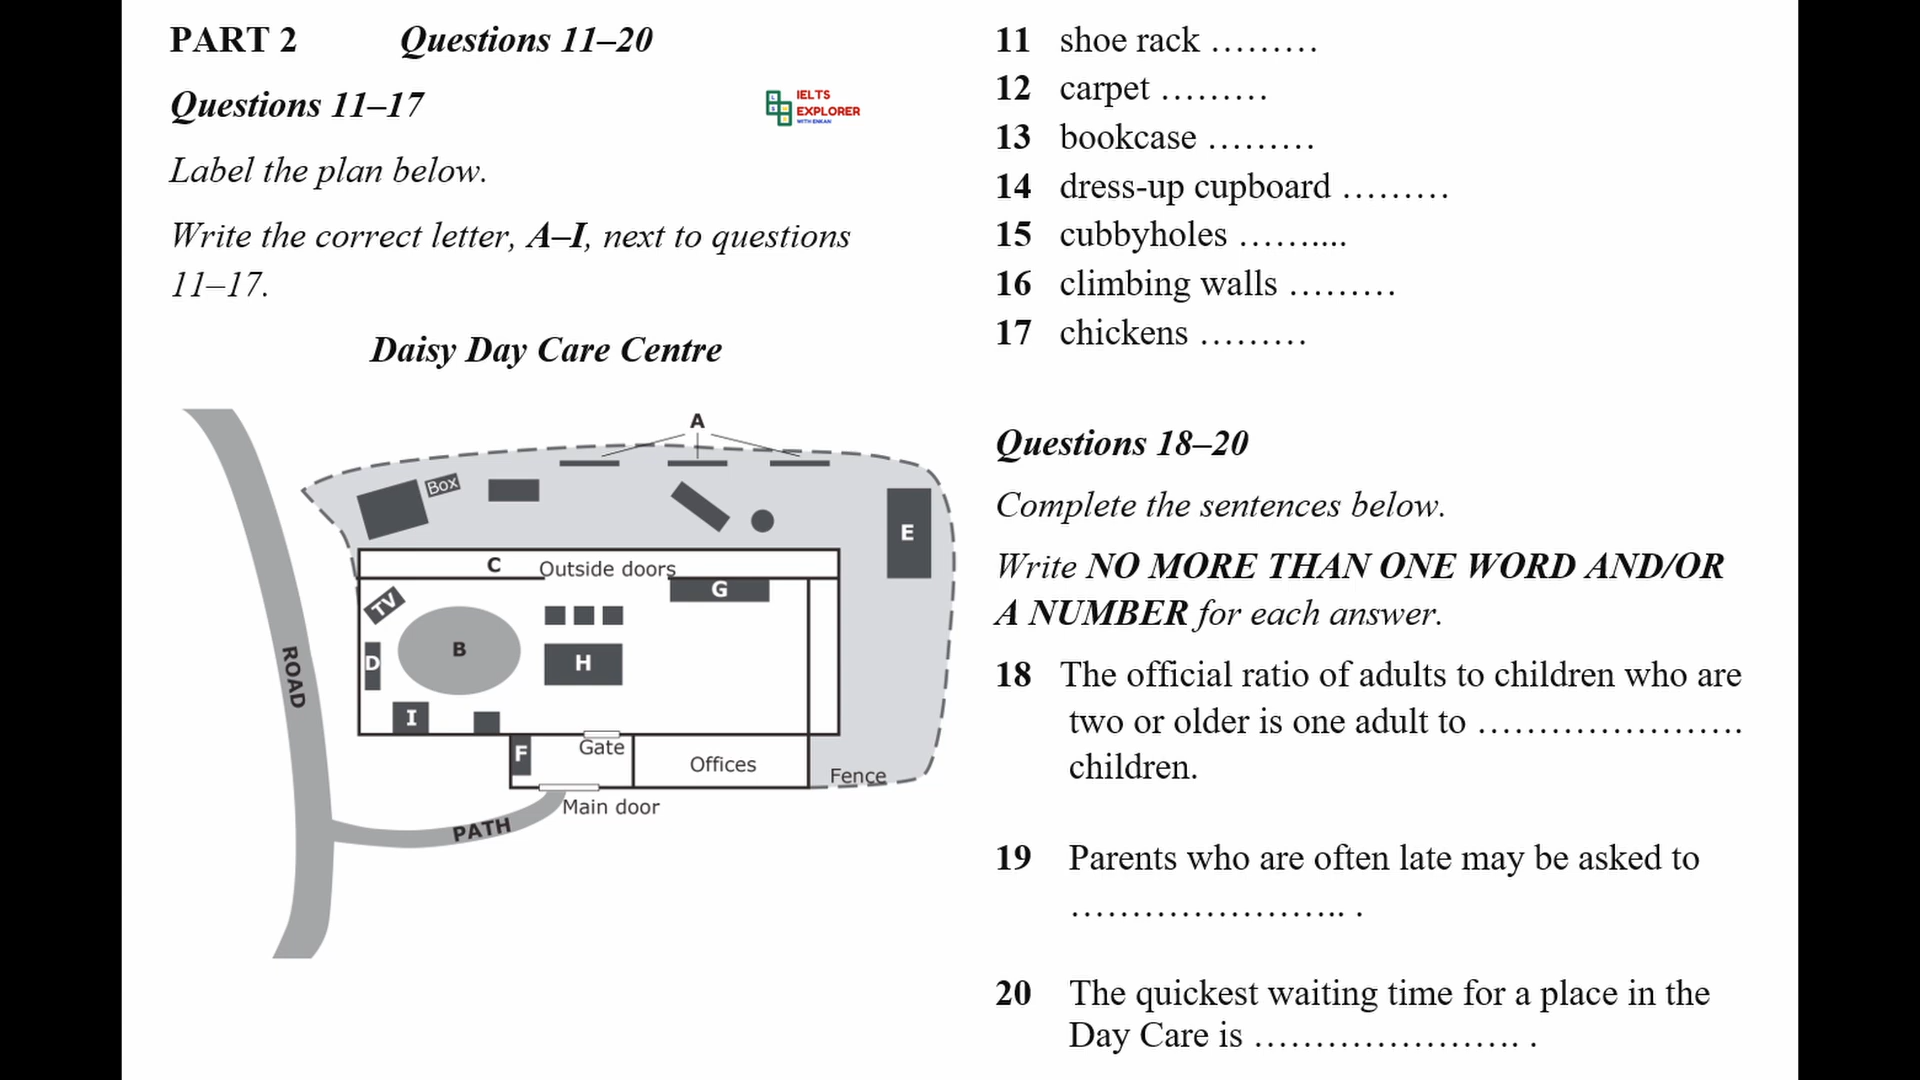 PART 2 Questions 11–20
Questions 11–17
IELTS
EXPLORER
WITH ENKAN
Label the plan below.
Write the correct letter, A–I, next to questions
11–17.
Daisy Day Care Centre
A
Box
E
C Outside doors
TV
G
B
D
H
I
F
Gate
Offices
Fence
Main door
ROAD
PATH
11 shoe rack ………
12 carpet ………
13 bookcase ………
14 dress-up cupboard ………
15 cubbyholes ……....
16 climbing walls ………
17 chickens ………
Questions 18–20
Complete the sentences below.
Write NO MORE THAN ONE WORD AND/OR
A NUMBER for each answer.
18 The official ratio of adults to children who are
two or older is one adult to ………………….
children.
19 Parents who are often late may be asked to
………………….. .
20 The quickest waiting time for a place in the
Day Care is …………………. .